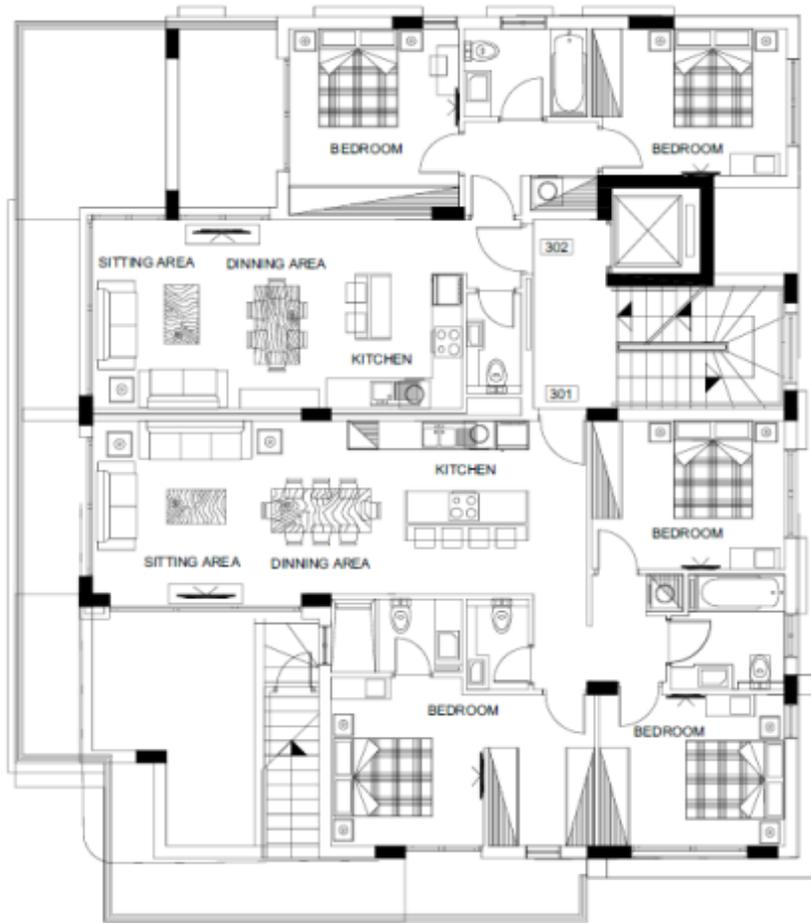 BEDROOM
BEDROOM
302
SITTING AREA
DINNING AREA
KITCHEN
301
KITCHEN
BEDROOM
SITTING AREA
DINNING AREA
BEDROOM
BEDROOM